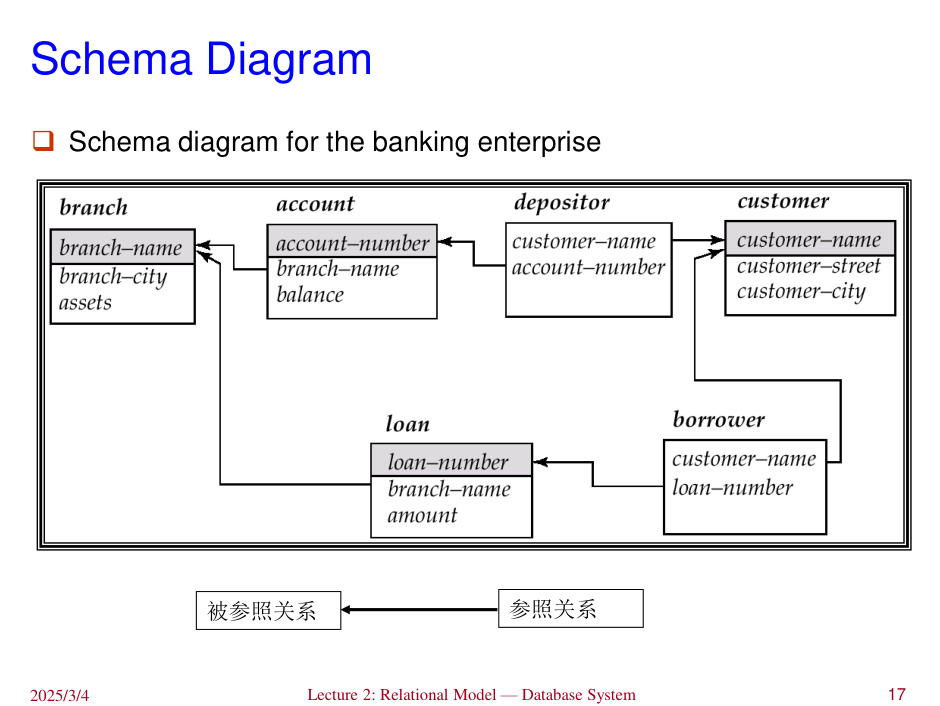 Schema Diagram
Schema diagram for the banking enterprise
branch
branch–name
branch–city
assets
account
account–number
branch–name
balance
depositor
customer–name
account–number
customer
customer–name
customer–street
customer–city
loan
loan–number
branch–name
amount
borrower
customer–name
loan–number
被参照关系
参照关系
2025/3/4
Lecture 2: Relational Model — Database System
17